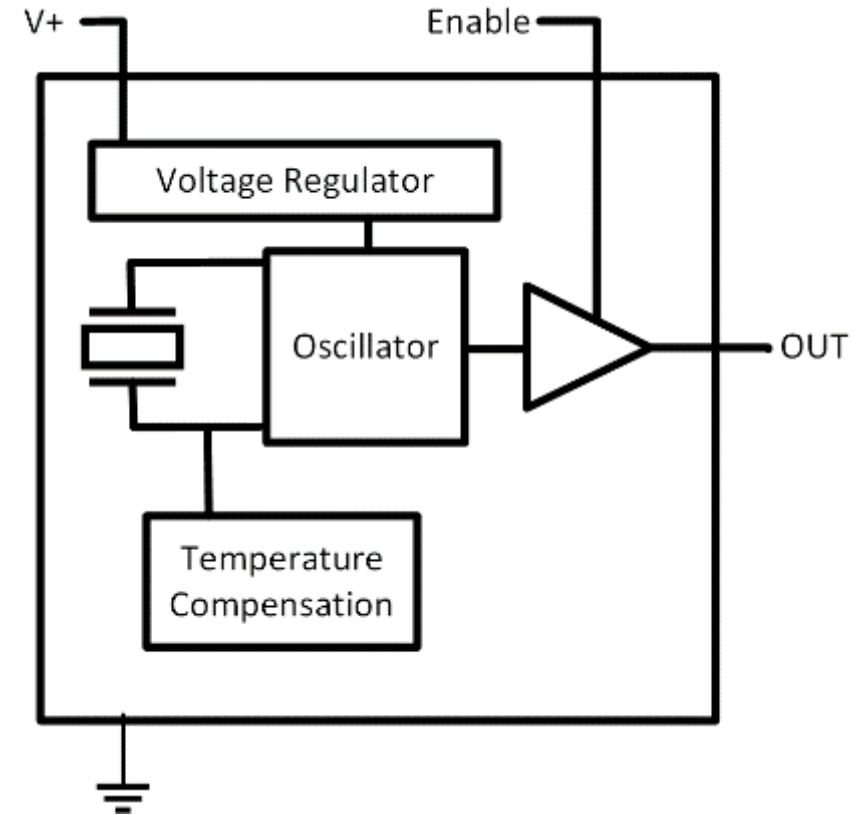 V+
Enable
Voltage Regulator
Oscillator
OUT
Temperature
Compensation